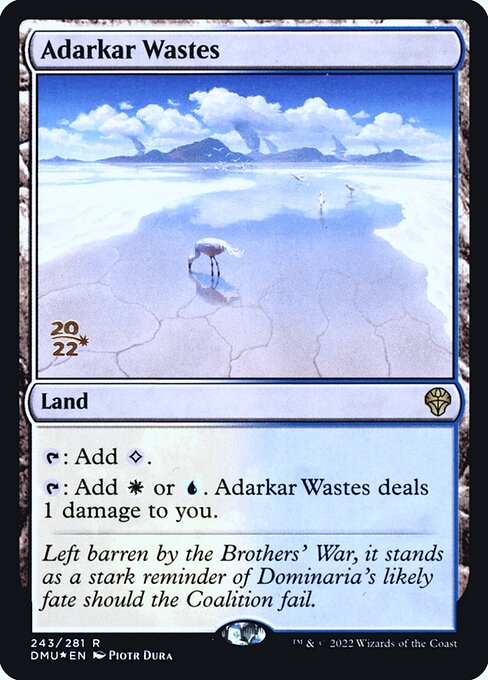 Adarkar Wastes
20
22
Land
: Add .
: Add or . Adarkar Wastes deals
1 damage to you.
Left barren by the Brothers' War, it stands
as a stark reminder of Dominaria's likely
fate should the Coalition fail.
243/281 R
DMU★EN Piotr Dura
™ & © 2022 Wizards of the Coast